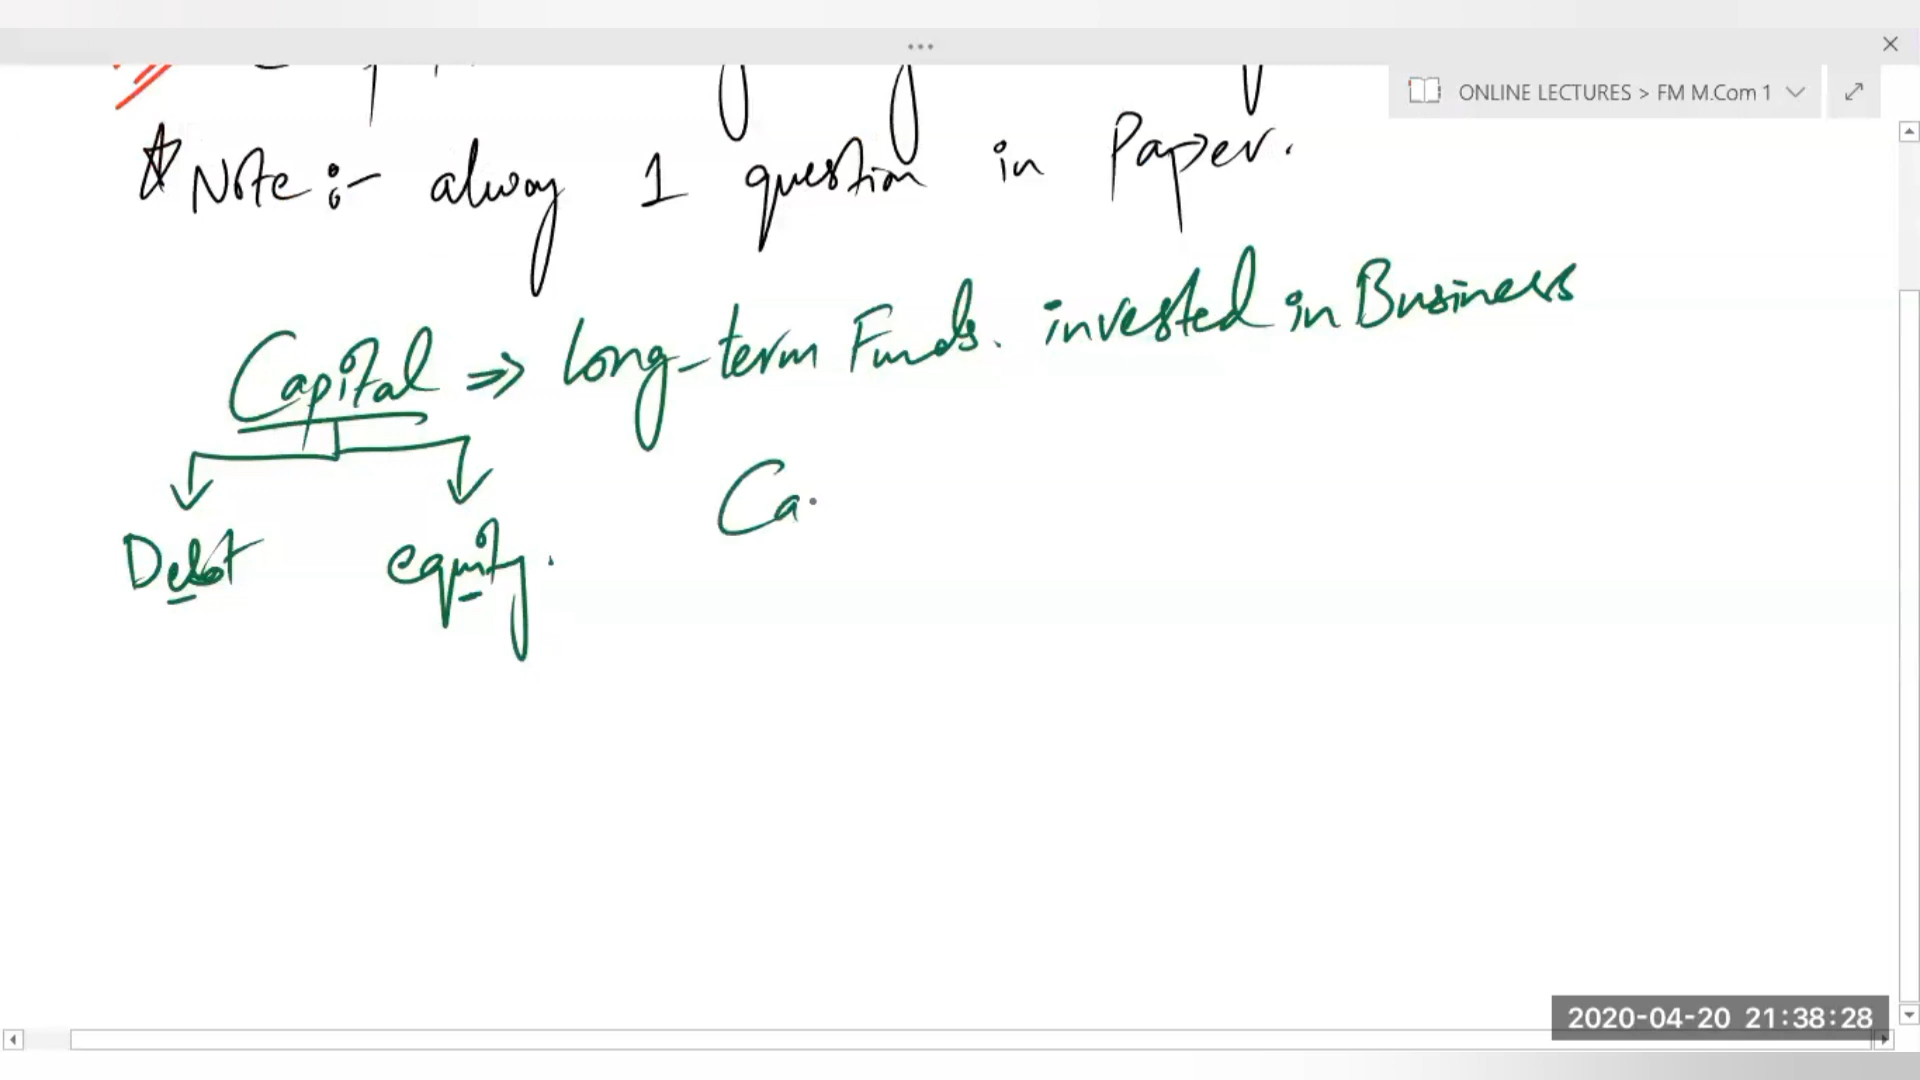 ONLINE LECTURES > FM M.Com 1
Note :- alway 1 question in Paper.
Capital ⇒ Long-term Funds. invested in Business
Ca
Debt equity.
2020-04-20 21:38:28